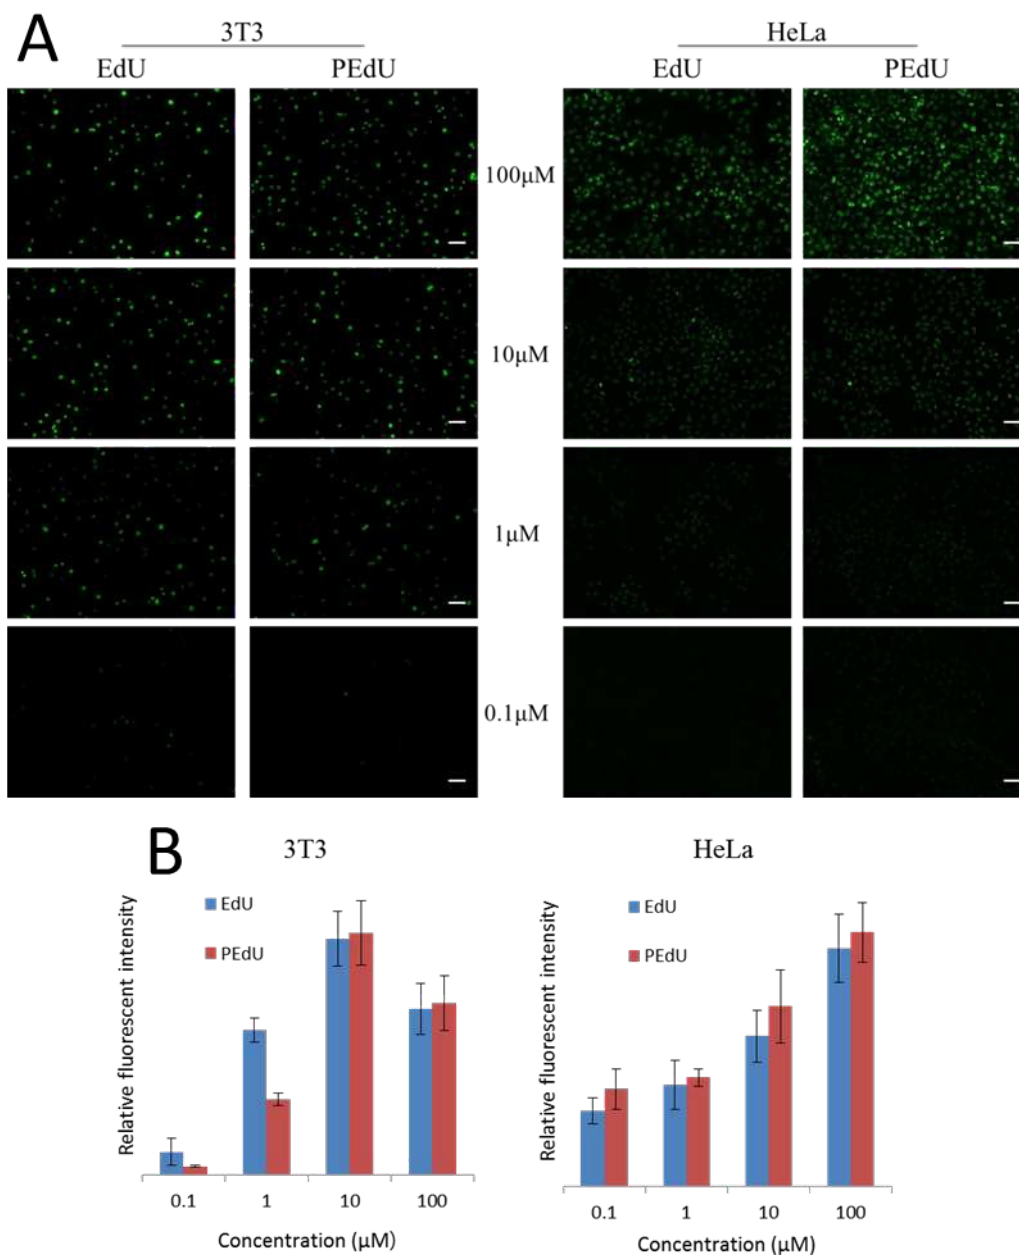 A
3T3
HeLa
EdU
PEdU
EdU
PEdU
100μM
10μM
1μM
0.1μM
B
3T3
HeLa
Relative fluorescent intensity
EdU
PEdU
0.1
1
10
100
Concentration (μM)
Relative fluorescent intensity
EdU
PEdU
0.1
1
10
100
Concentration (μM)